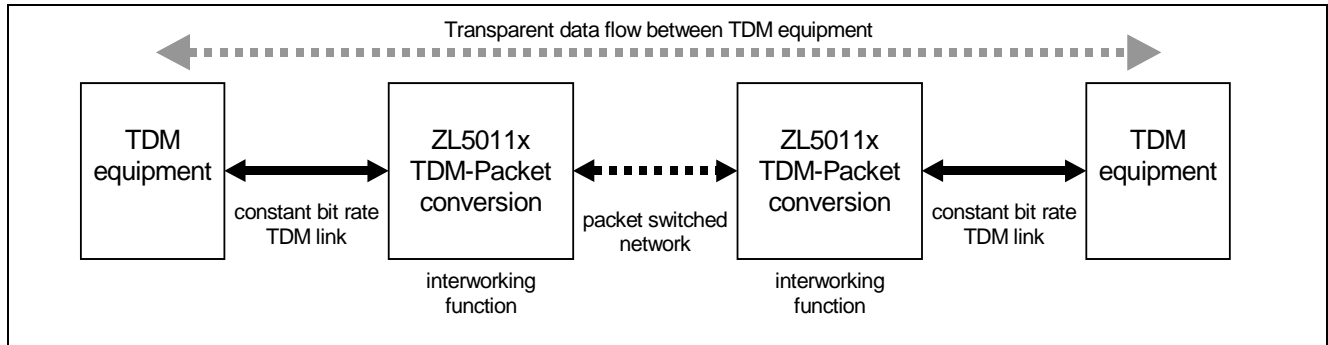 Transparent data flow between TDM equipment
TDM
equipment
constant bit rate
TDM link
ZL5011x
TDM-Packet
conversion
interworking
function
packet switched
network
ZL5011x
TDM-Packet
conversion
interworking
function
constant bit rate
TDM link
TDM
equipment